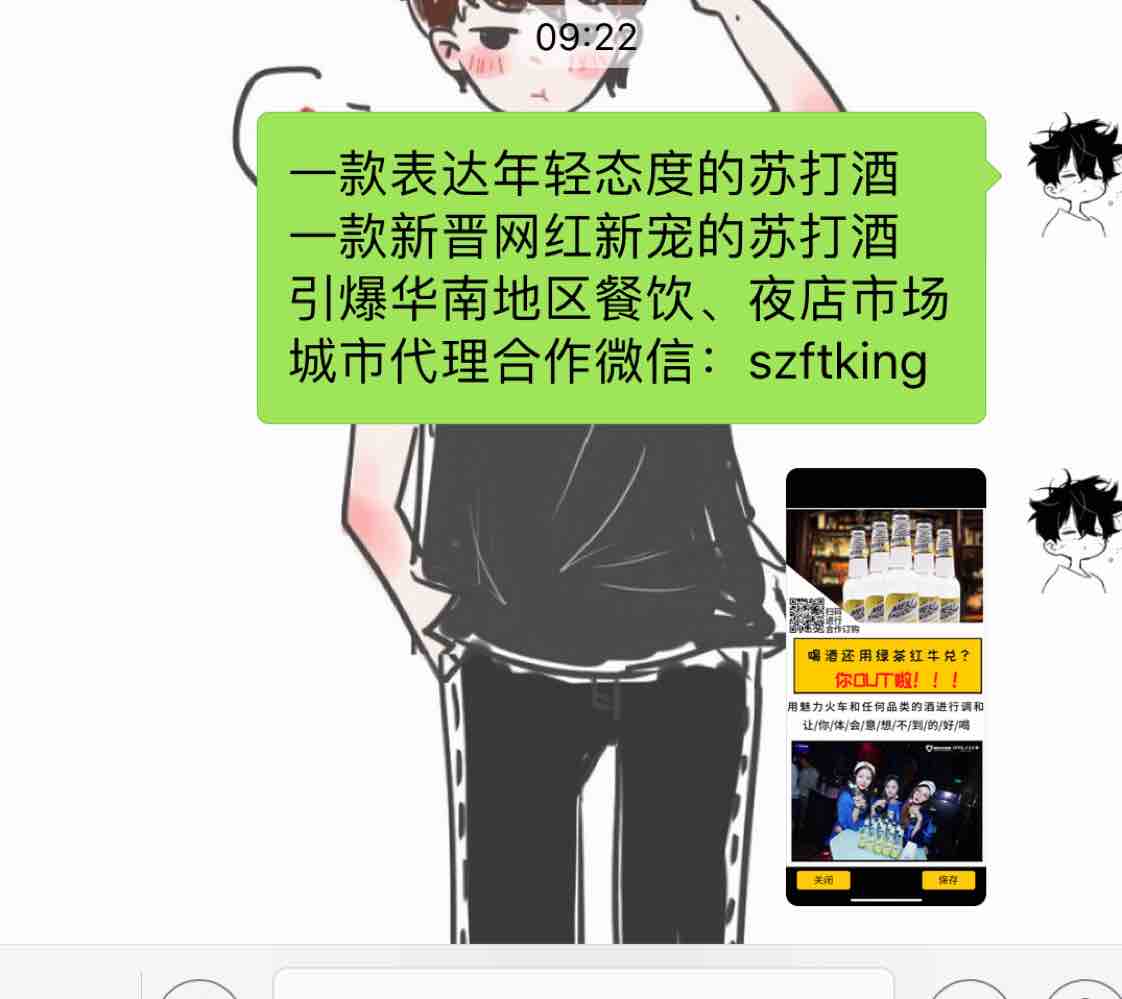 09:22
一款表达年轻态度的苏打酒
一款新晋网红新宠的苏打酒
引爆华南地区餐饮、夜店市场
城市代理合作微信：szftking
扫码
进行
合作订购
喝酒还用绿茶红牛兑？
你OUT啦！！！
用魅力火车和任何品类的酒进行调和
让/你/体/会/意/想/不/到/的/好/喝
关闭
保存